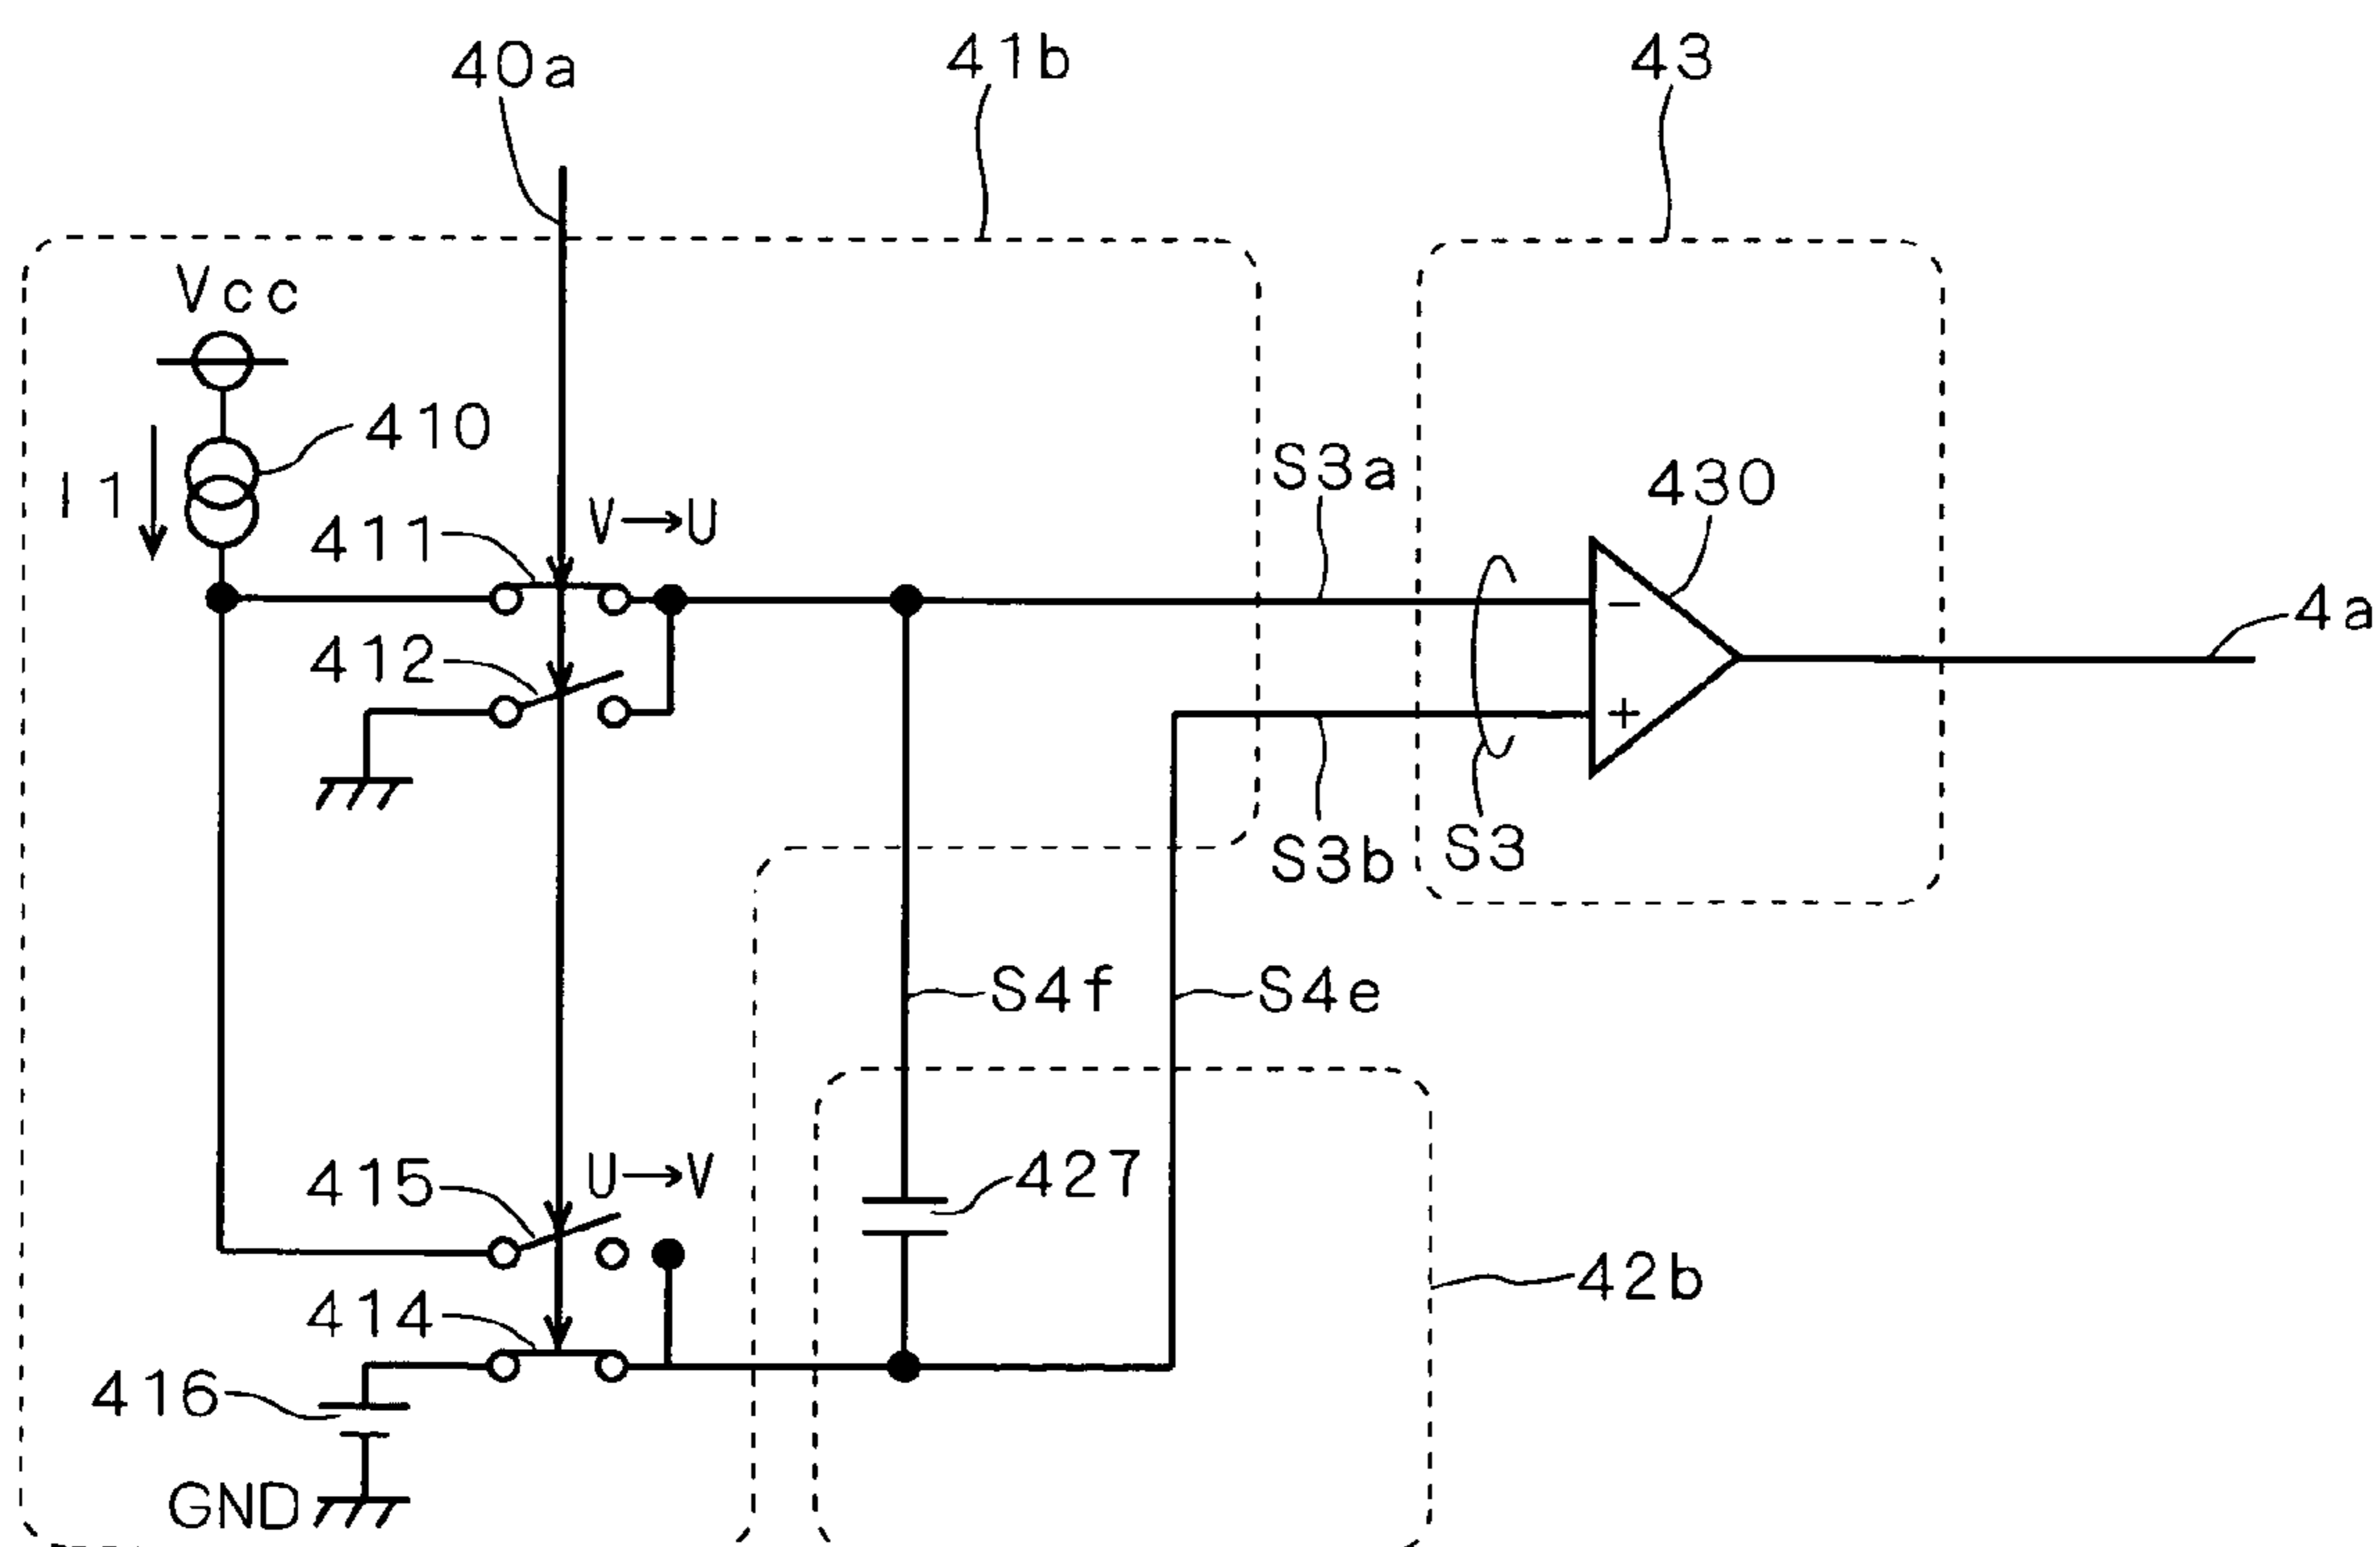 40a
41b
43
Vcc
410
I1
S3a
430
411
V→U
4a
412
−
+
S3b
S3
S4f
S4e
415
U→V
427
42b
414
416
GND